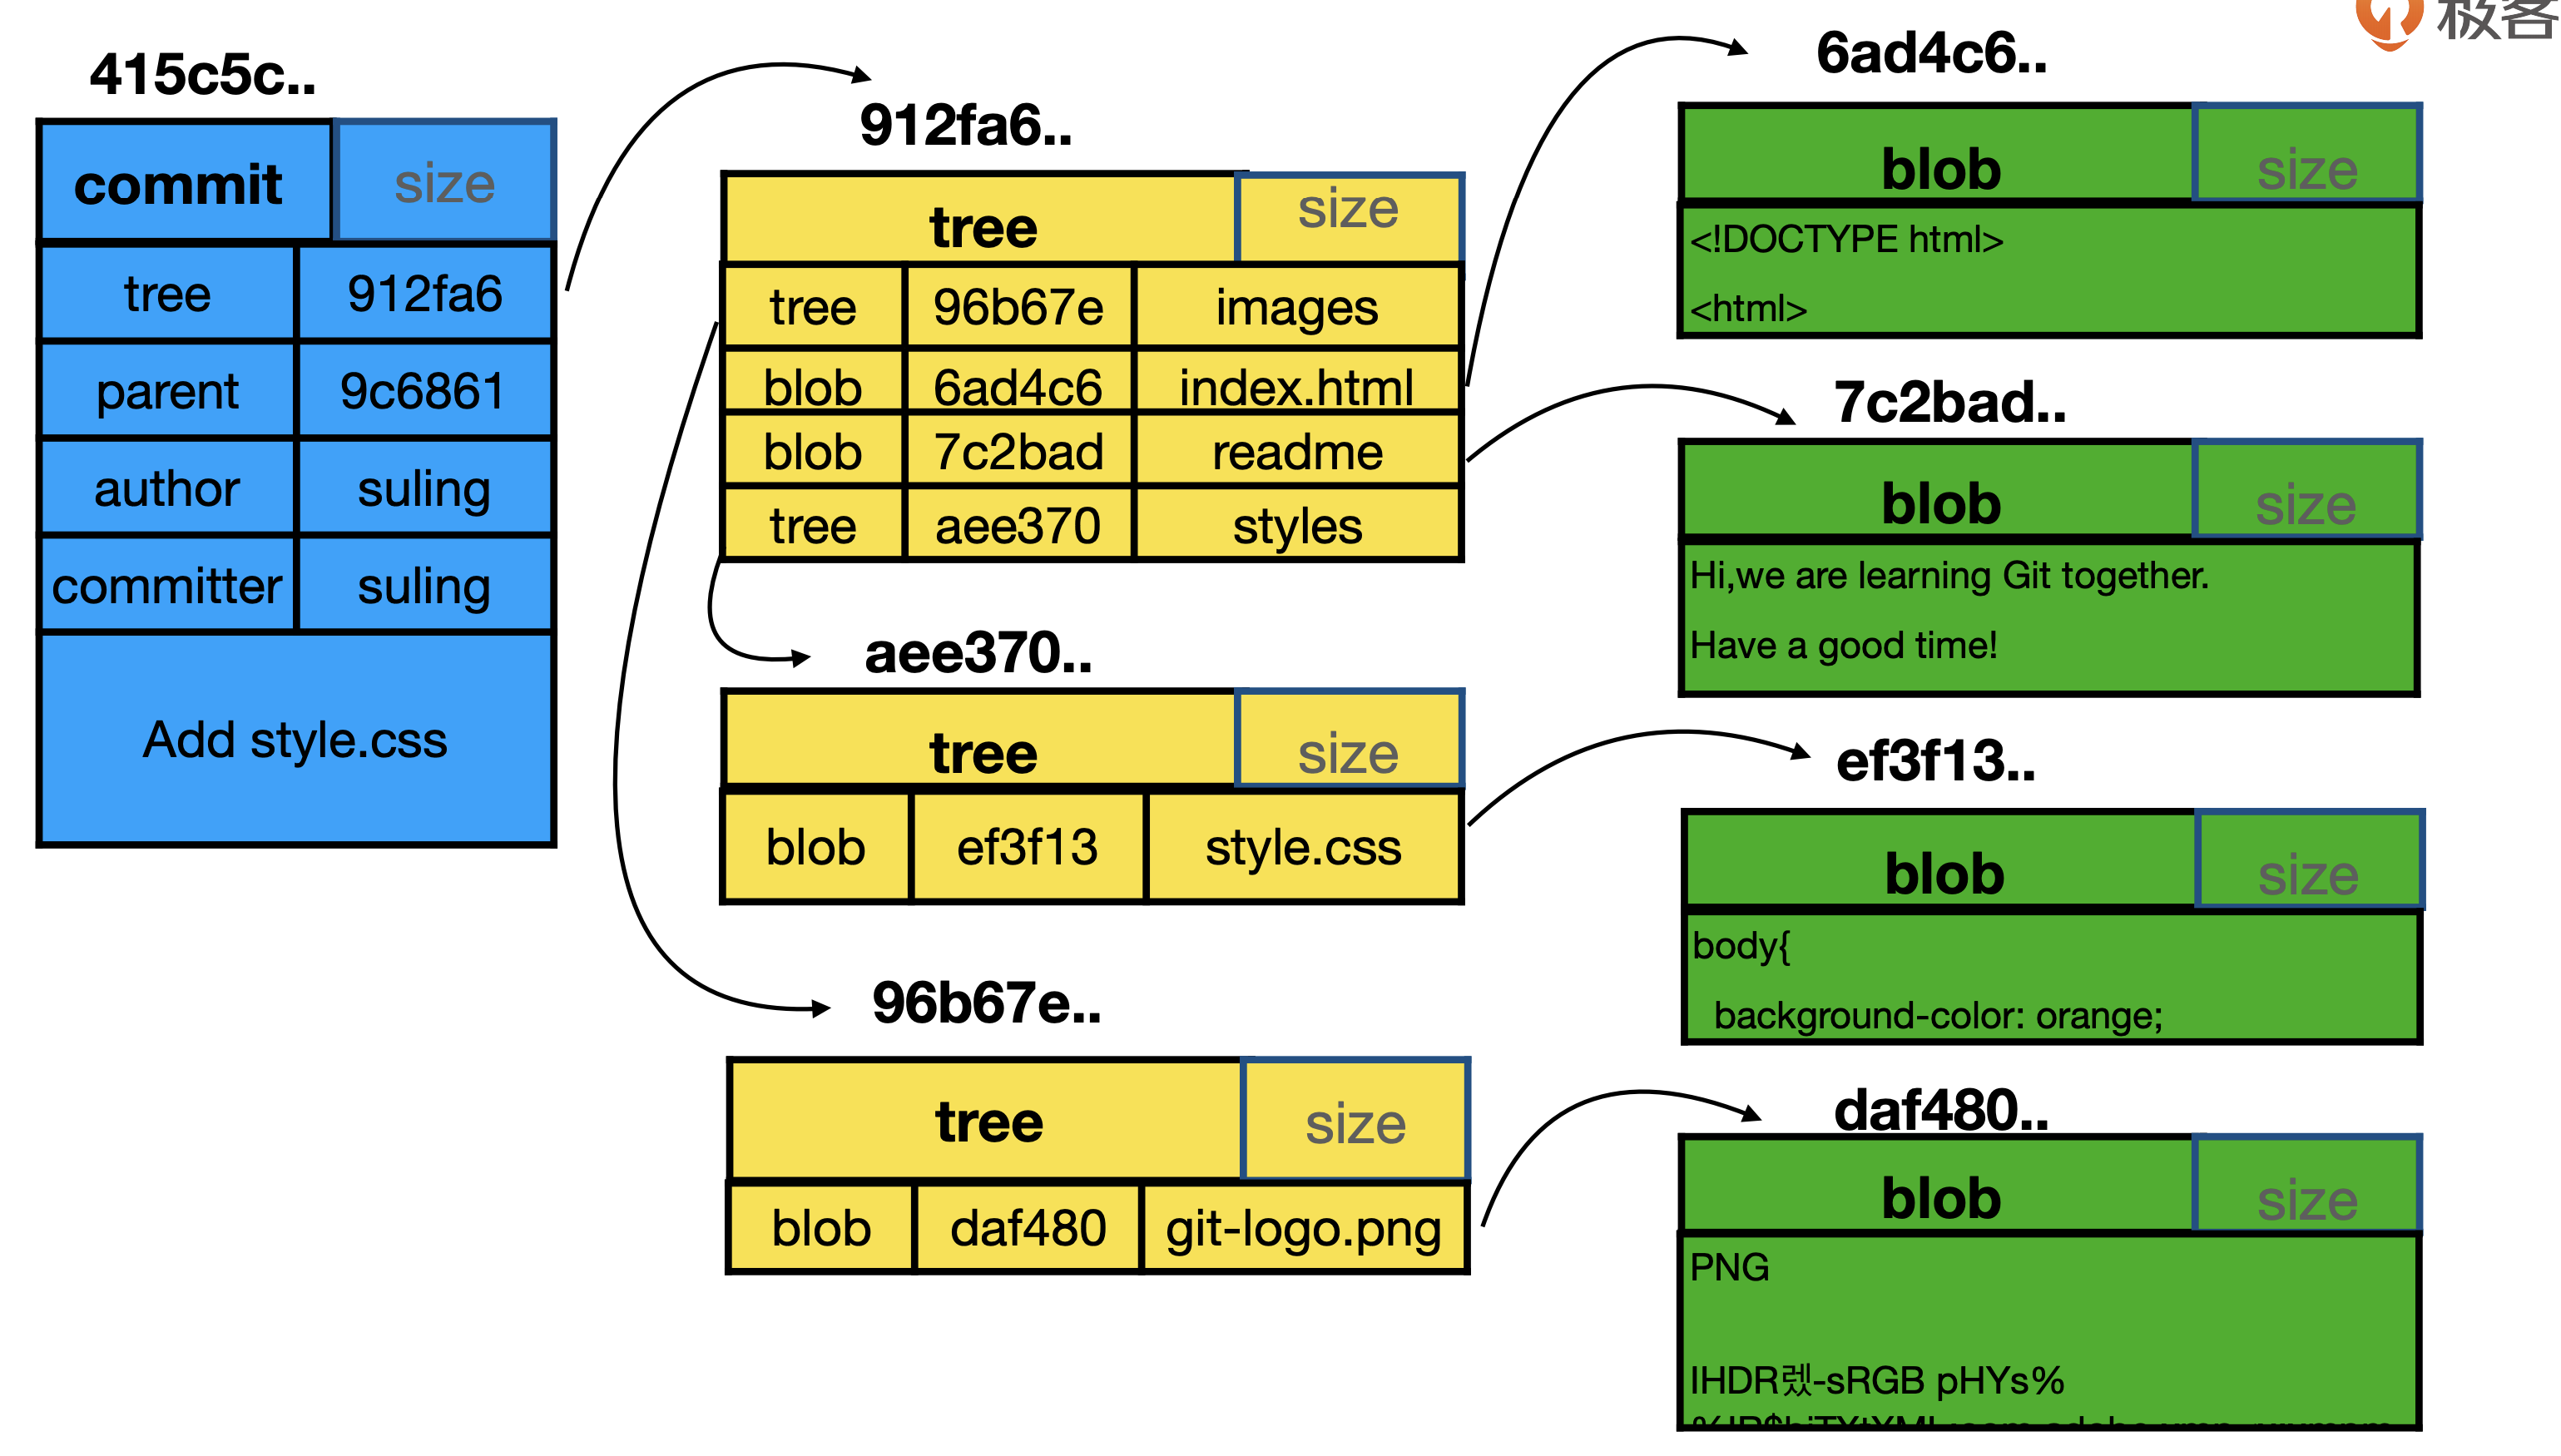 极客
415c5c..
commit size
tree 912fa6
parent 9c6861
author suling
committer suling
Add style.css
912fa6..
tree size
tree 96b67e images
blob 6ad4c6 index.html
blob 7c2bad readme
tree aee370 styles
aee370..
tree size
blob ef3f13 style.css
96b67e..
tree size
blob daf480 git-logo.png
6ad4c6..
blob size
<!DOCTYPE html>
<html>
7c2bad..
blob size
Hi,we are learning Git together.
Have a good time!
ef3f13..
blob size
body{
background-color: orange;
daf480..
blob size
PNG
IHDR렜-sRGB pHYs%